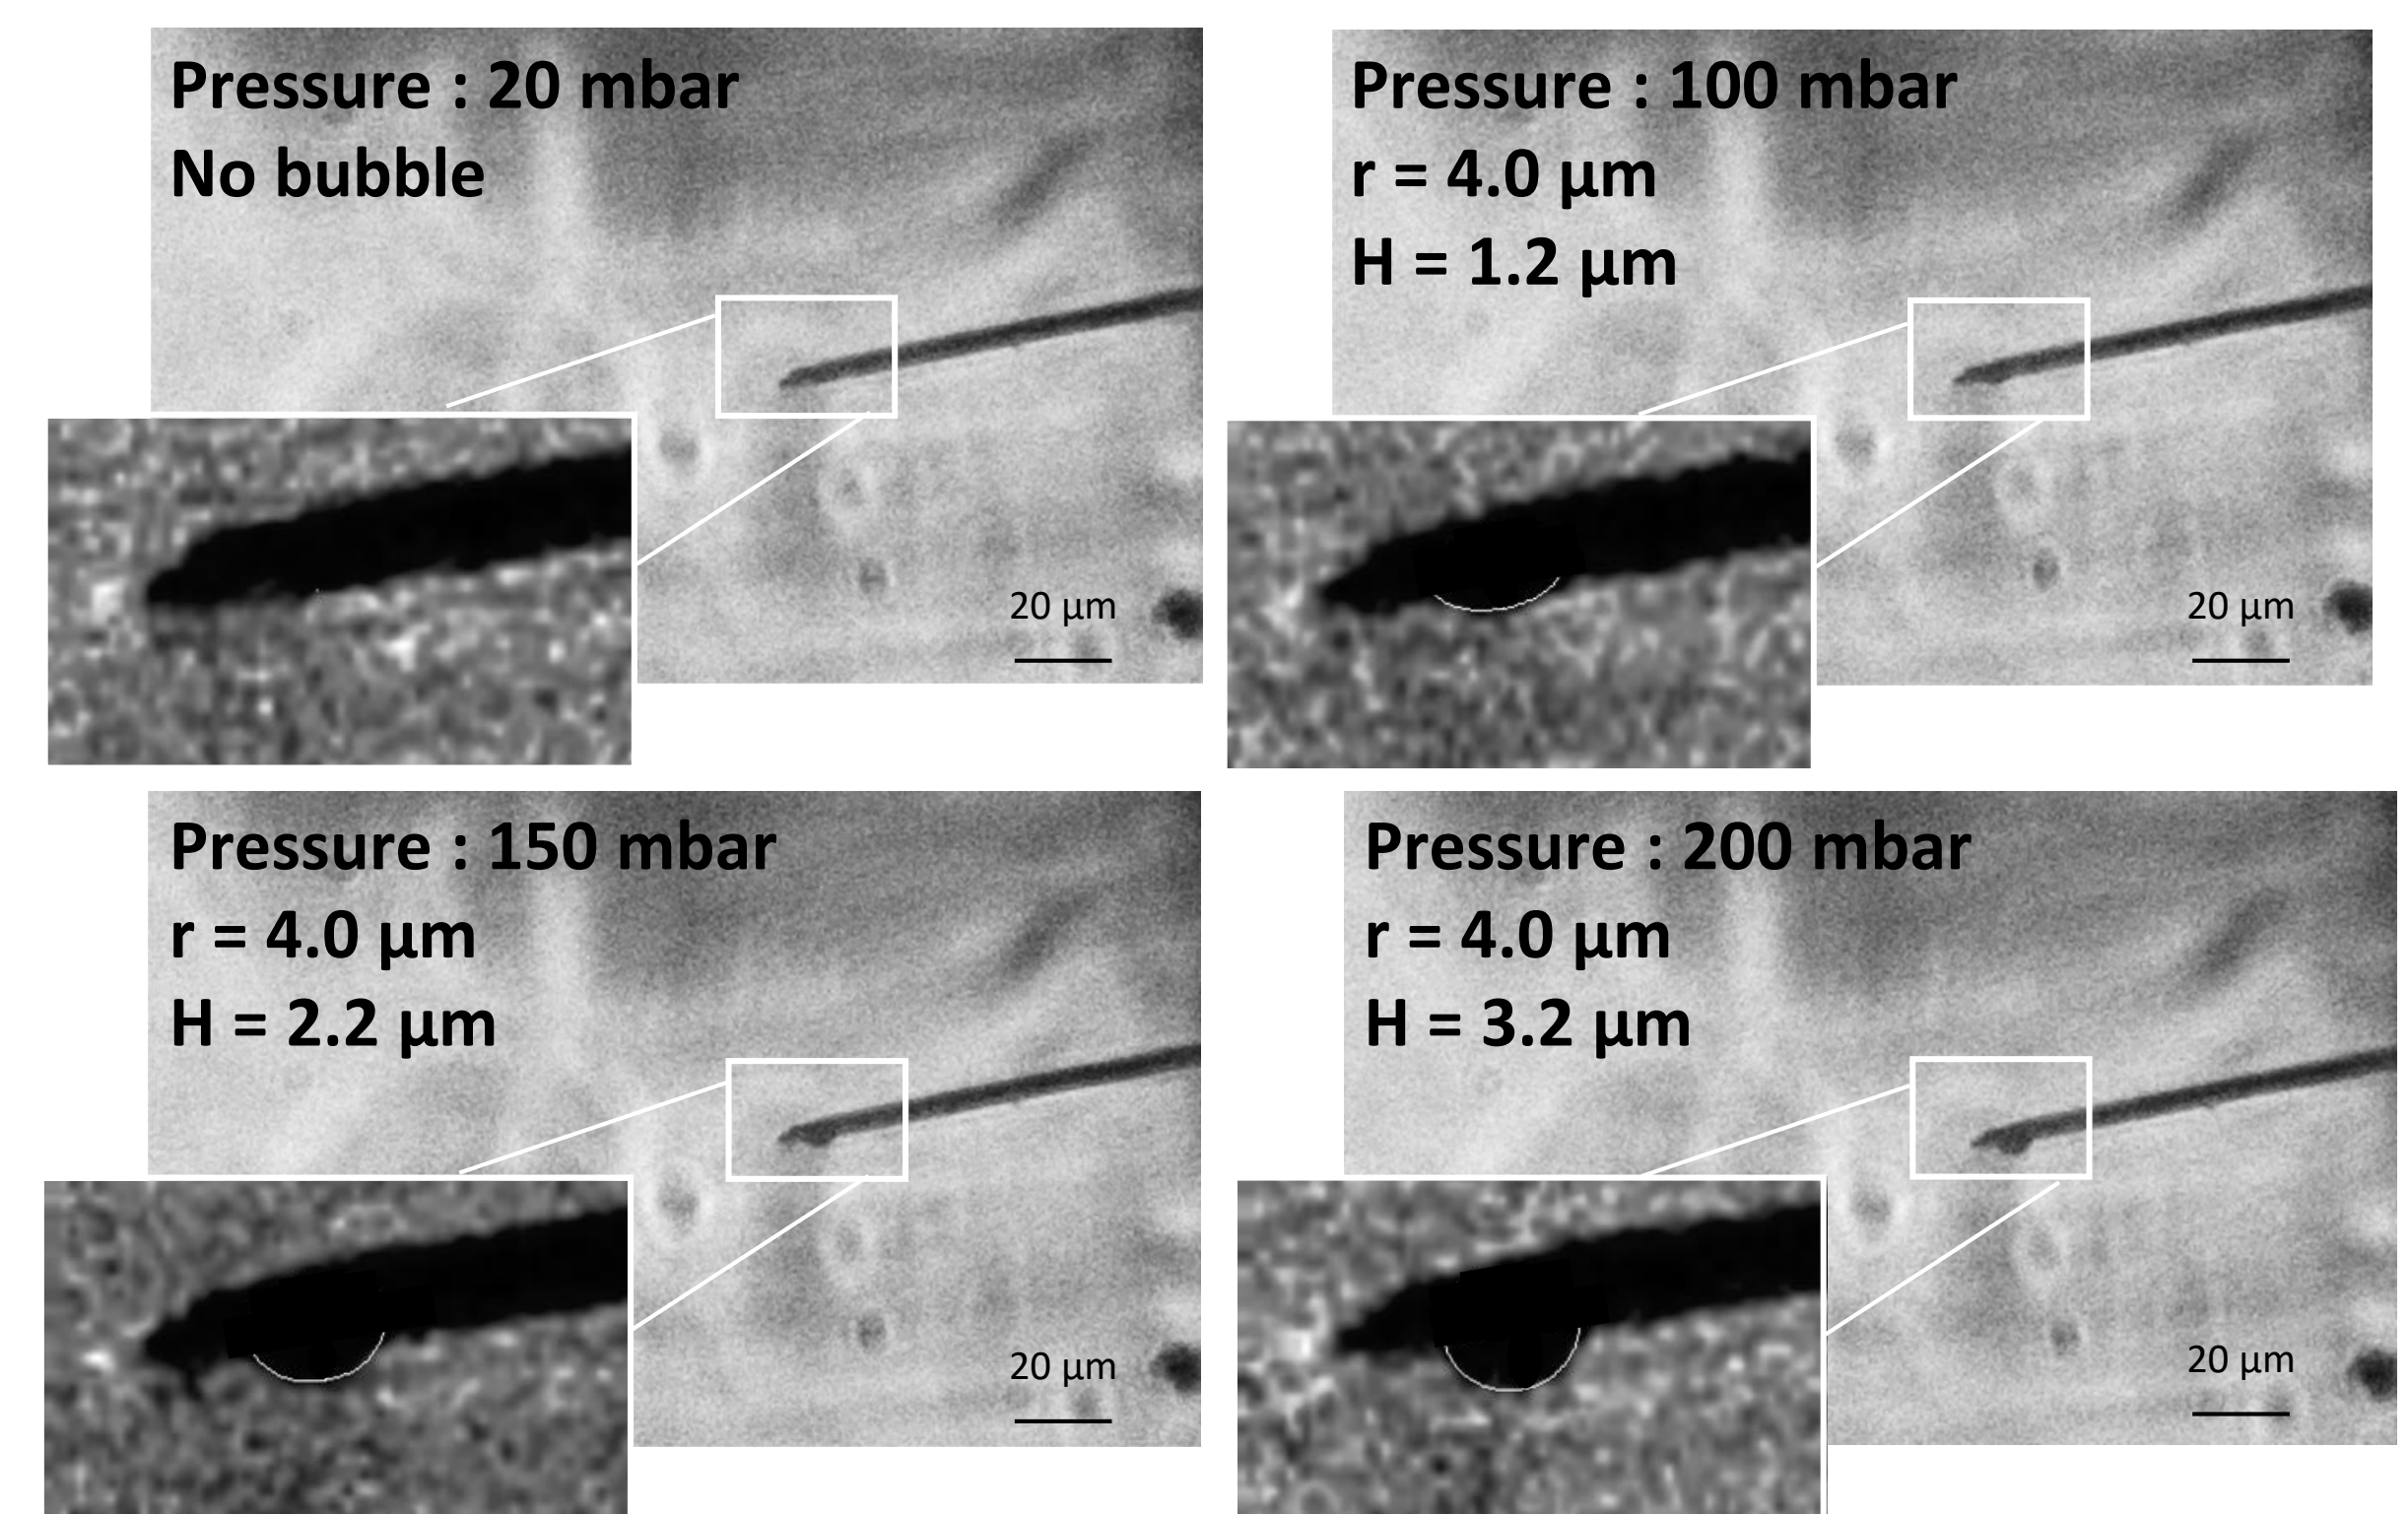 Pressure : 20 mbar
No bubble
20 µm
Pressure : 100 mbar
r = 4.0 µm
H = 1.2 µm
20 µm
Pressure : 150 mbar
r = 4.0 µm
H = 2.2 µm
20 µm
Pressure : 200 mbar
r = 4.0 µm
H = 3.2 µm
20 µm